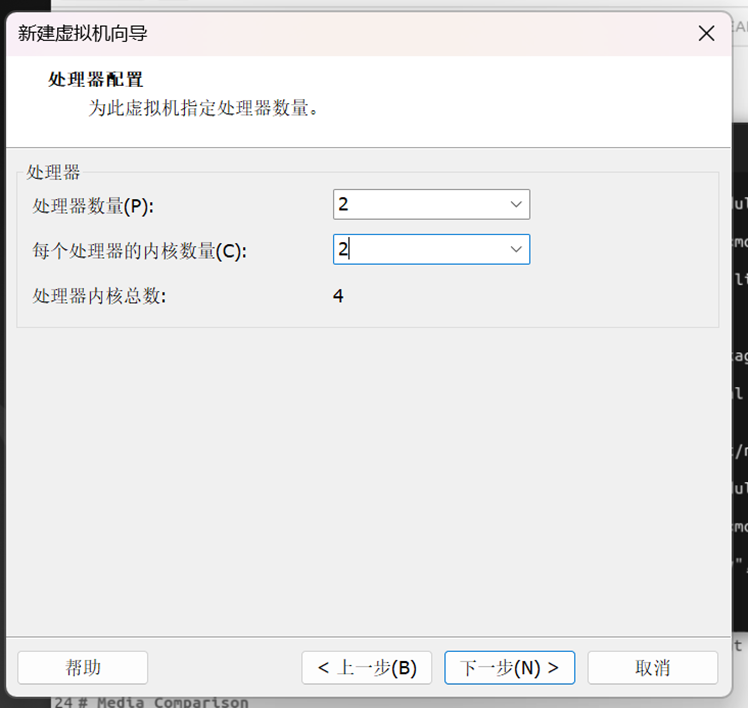 新建虚拟机向导
处理器配置
为此虚拟机指定处理器数量。
处理器
处理器数量(P):
2
每个处理器的内核数量(C):
2
处理器内核总数:
4
帮助
< 上一步(B)
下一步(N) >
取消
24 # Media Comparison